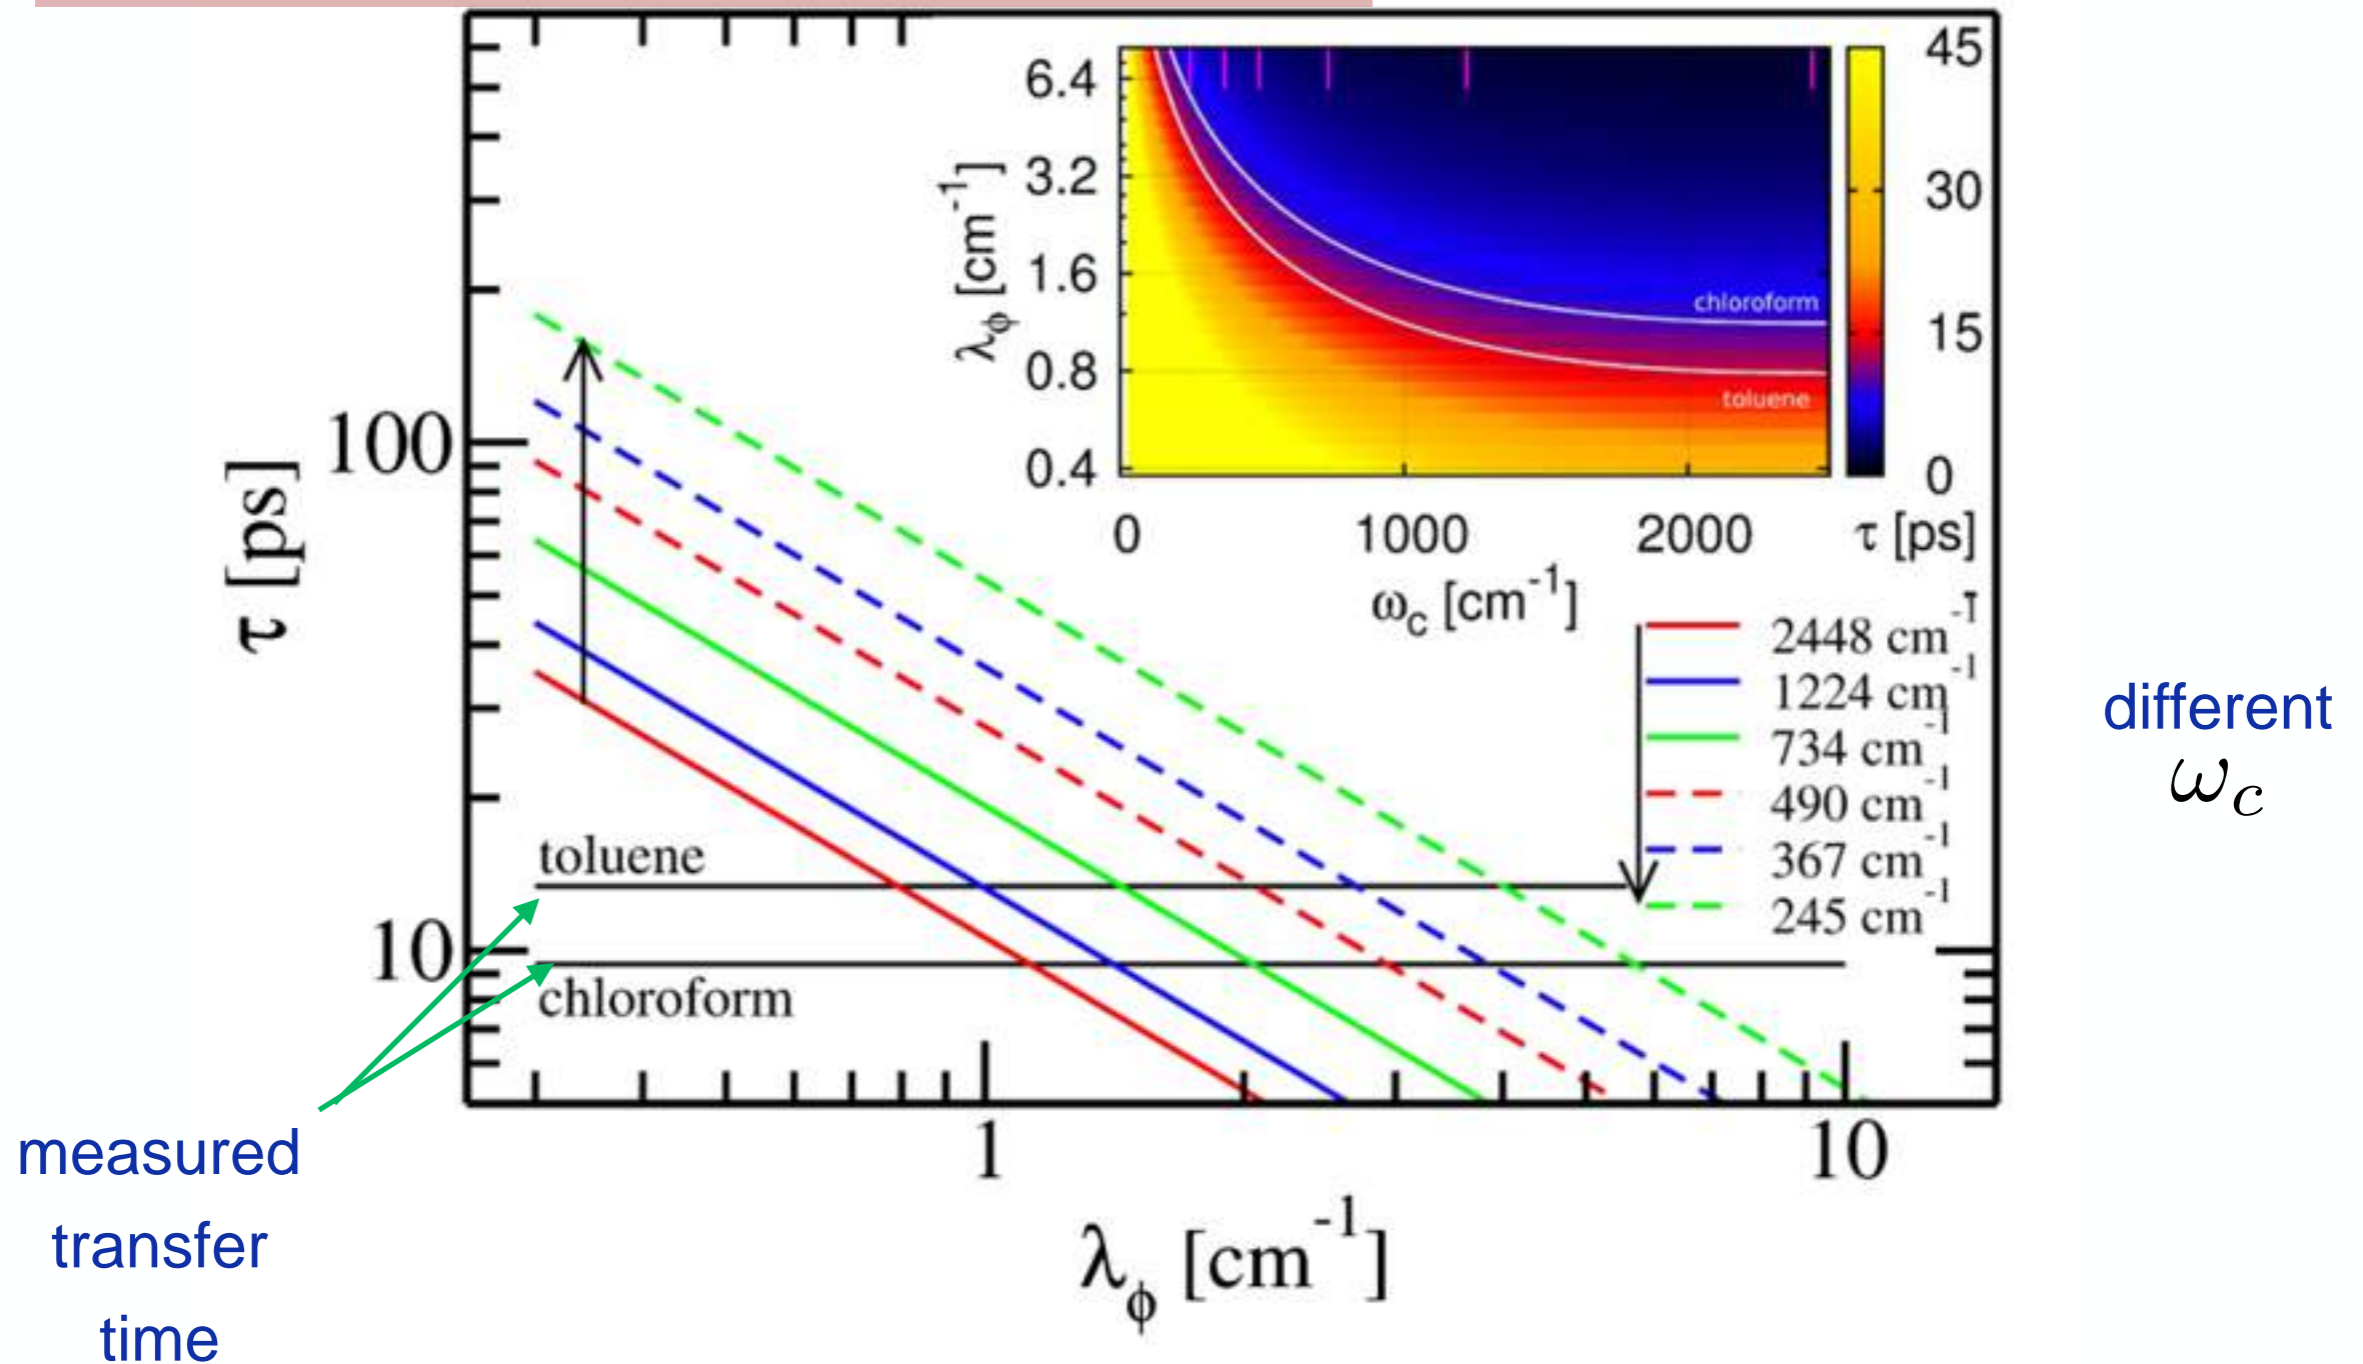 45
6.4
30
3.2
λϕ [cm-1]
1.6
15
chloroform
0.8
toluene
0.4
0
0
1000
2000
τ [ps]
ωc [cm-1]
100
τ [ps]
2448 cm-1
1224 cm-1
734 cm-1
490 cm-1
367 cm-1
245 cm-1
different
ωc
toluene
10
chloroform
measured
transfer
time
1
10
λϕ [cm-1]